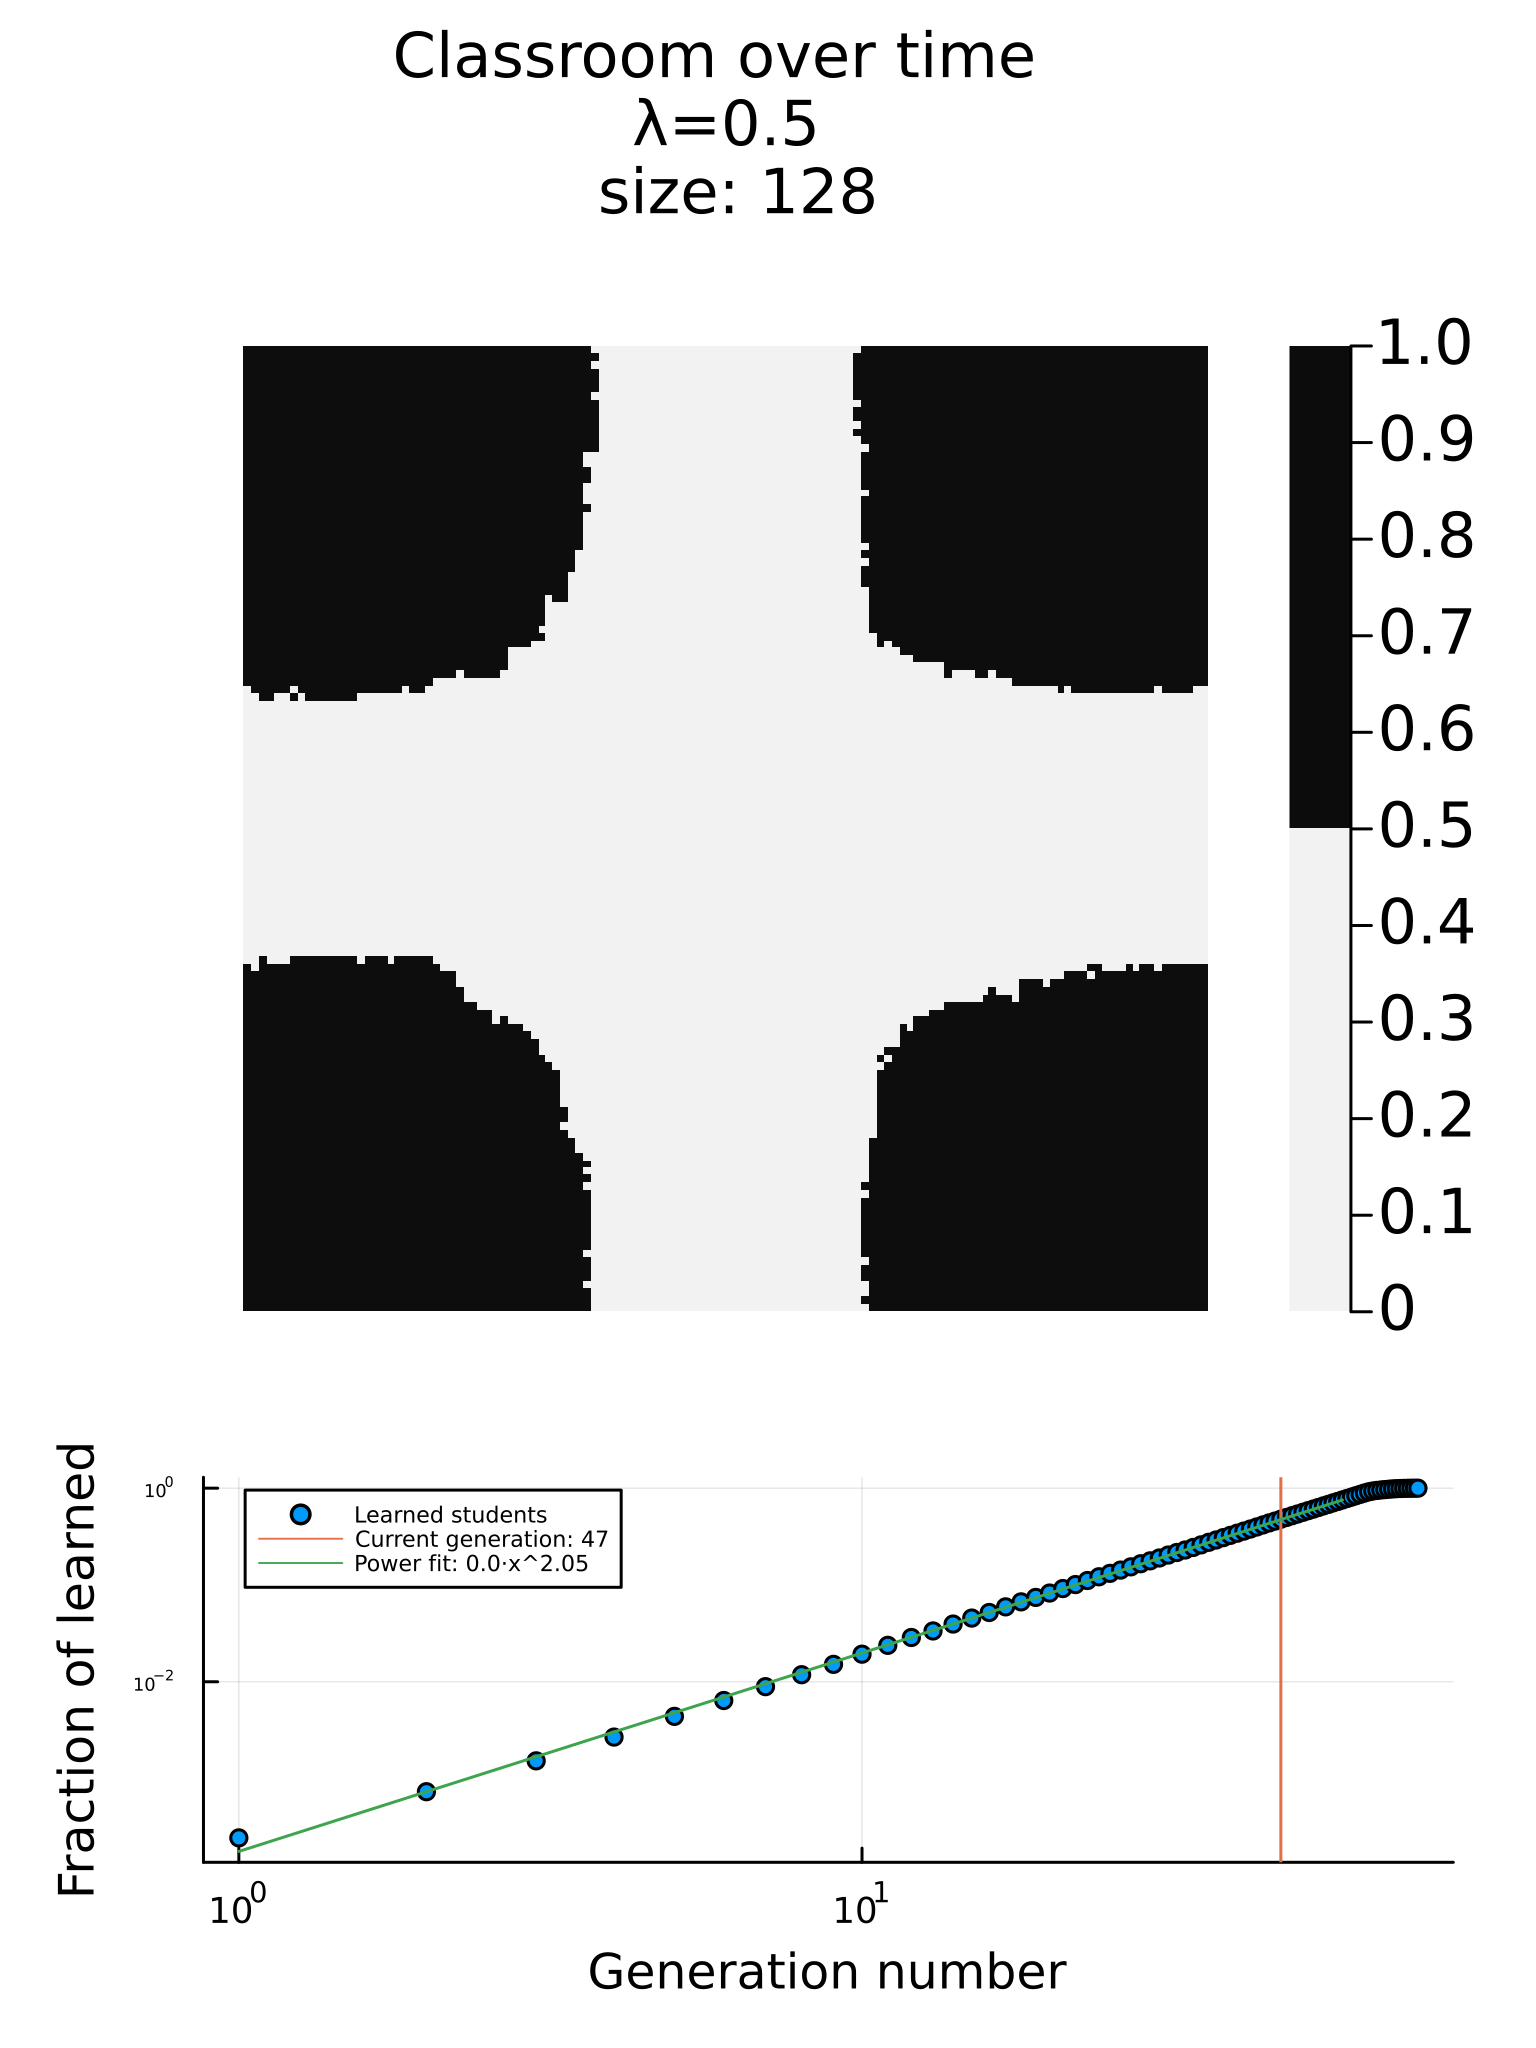 Classroom over time
λ=0.5
size: 128
1.0
0.9
0.8
0.7
0.6
0.5
0.4
0.3
0.2
0.1
0
Fraction of learned
10^0
10^−2
Learned students
Current generation: 47
Power fit: 0.0·x^2.05
10^0
10^1
Generation number